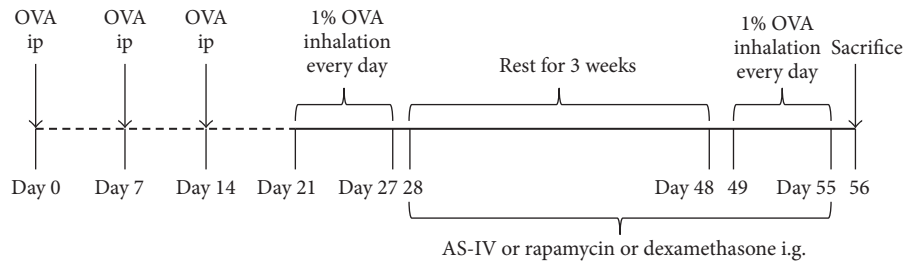 OVA
ip
OVA
ip
OVA
ip
1% OVA
inhalation
every day
Rest for 3 weeks
1% OVA
inhalation
every day
Sacrifice
Day 0
Day 7
Day 14
Day 21
Day 27
28
Day 48
49
Day 55
56
AS-IV or rapamycin or dexamethasone i.g.